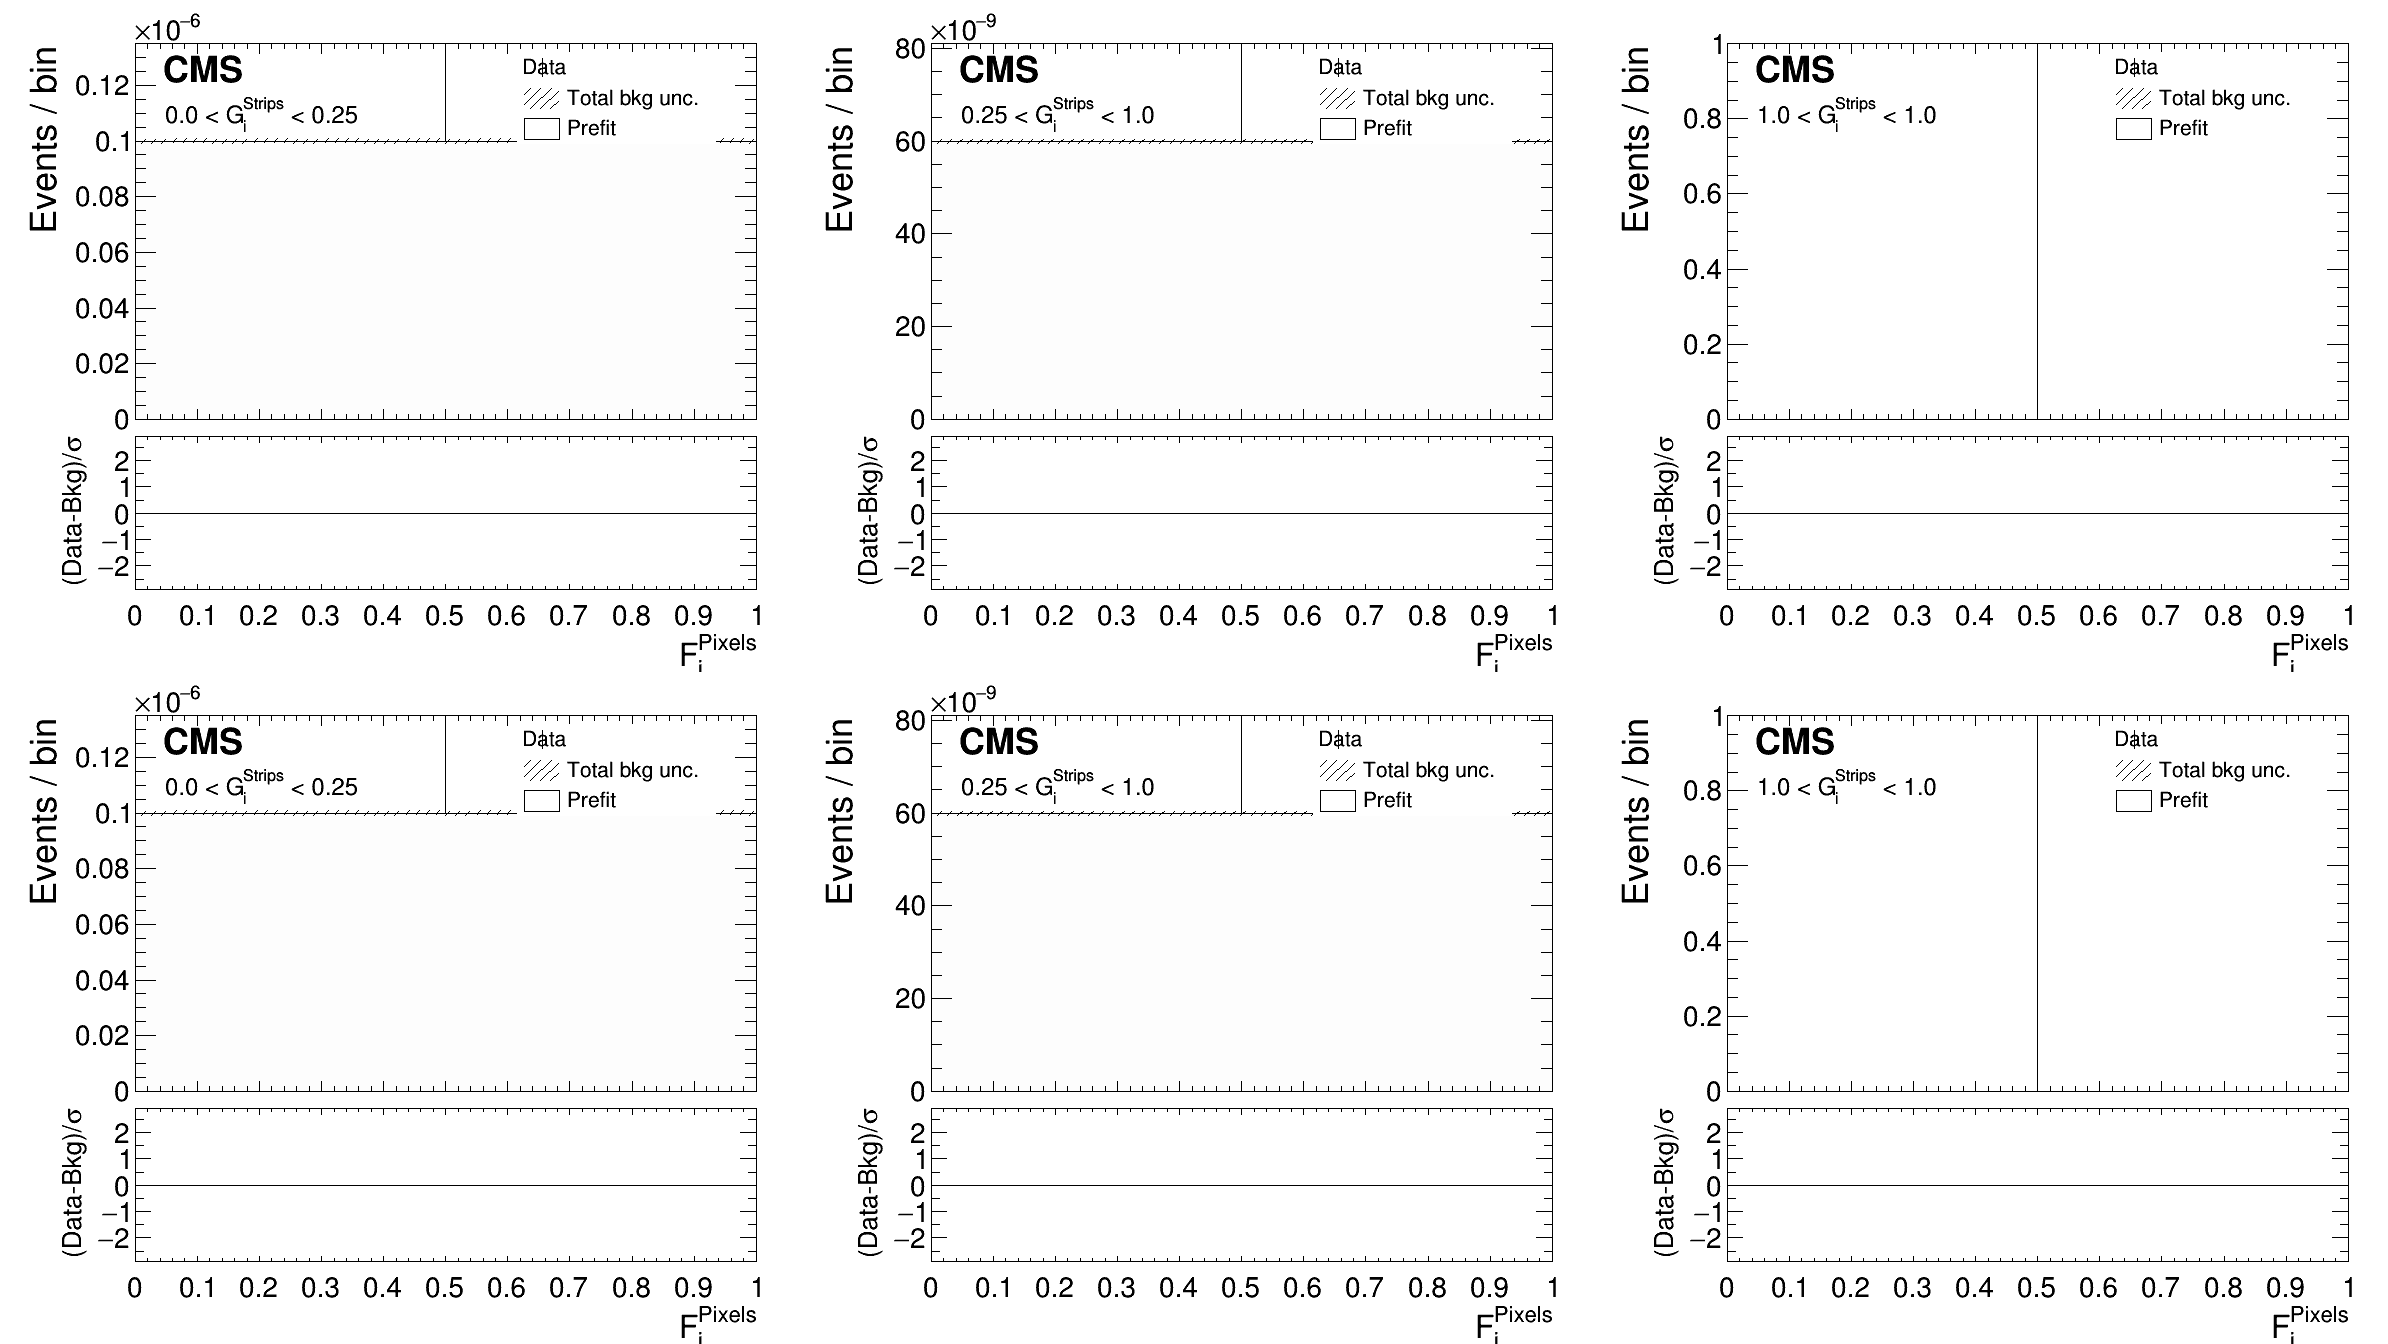 ×10⁻⁶
Events / bin
CMS
0.0 < G_i^Strips < 0.25
Data
Total bkg unc.
Prefit
0.12
0.1
0.08
0.06
0.04
0.02
0
(Data-Bkg)/σ
2
1
0
−1
−2
0 0.1 0.2 0.3 0.4 0.5 0.6 0.7 0.8 0.9 1
F_i^Pixels
×10⁻⁹
Events / bin
CMS
0.25 < G_i^Strips < 1.0
Data
Total bkg unc.
Prefit
80
60
40
20
0
(Data-Bkg)/σ
2
1
0
−1
−2
0 0.1 0.2 0.3 0.4 0.5 0.6 0.7 0.8 0.9 1
F_i^Pixels
Events / bin
CMS
1.0 < G_i^Strips < 1.0
Data
Total bkg unc.
Prefit
1
0.8
0.6
0.4
0.2
0
(Data-Bkg)/σ
2
1
0
−1
−2
0 0.1 0.2 0.3 0.4 0.5 0.6 0.7 0.8 0.9 1
F_i^Pixels
×10⁻⁶
Events / bin
CMS
0.0 < G_i^Strips < 0.25
Data
Total bkg unc.
Prefit
0.12
0.1
0.08
0.06
0.04
0.02
0
(Data-Bkg)/σ
2
1
0
−1
−2
0 0.1 0.2 0.3 0.4 0.5 0.6 0.7 0.8 0.9 1
F_i^Pixels
×10⁻⁹
Events / bin
CMS
0.25 < G_i^Strips < 1.0
Data
Total bkg unc.
Prefit
80
60
40
20
0
(Data-Bkg)/σ
2
1
0
−1
−2
0 0.1 0.2 0.3 0.4 0.5 0.6 0.7 0.8 0.9 1
F_i^Pixels
Events / bin
CMS
1.0 < G_i^Strips < 1.0
Data
Total bkg unc.
Prefit
1
0.8
0.6
0.4
0.2
0
(Data-Bkg)/σ
2
1
0
−1
−2
0 0.1 0.2 0.3 0.4 0.5 0.6 0.7 0.8 0.9 1
F_i^Pixels